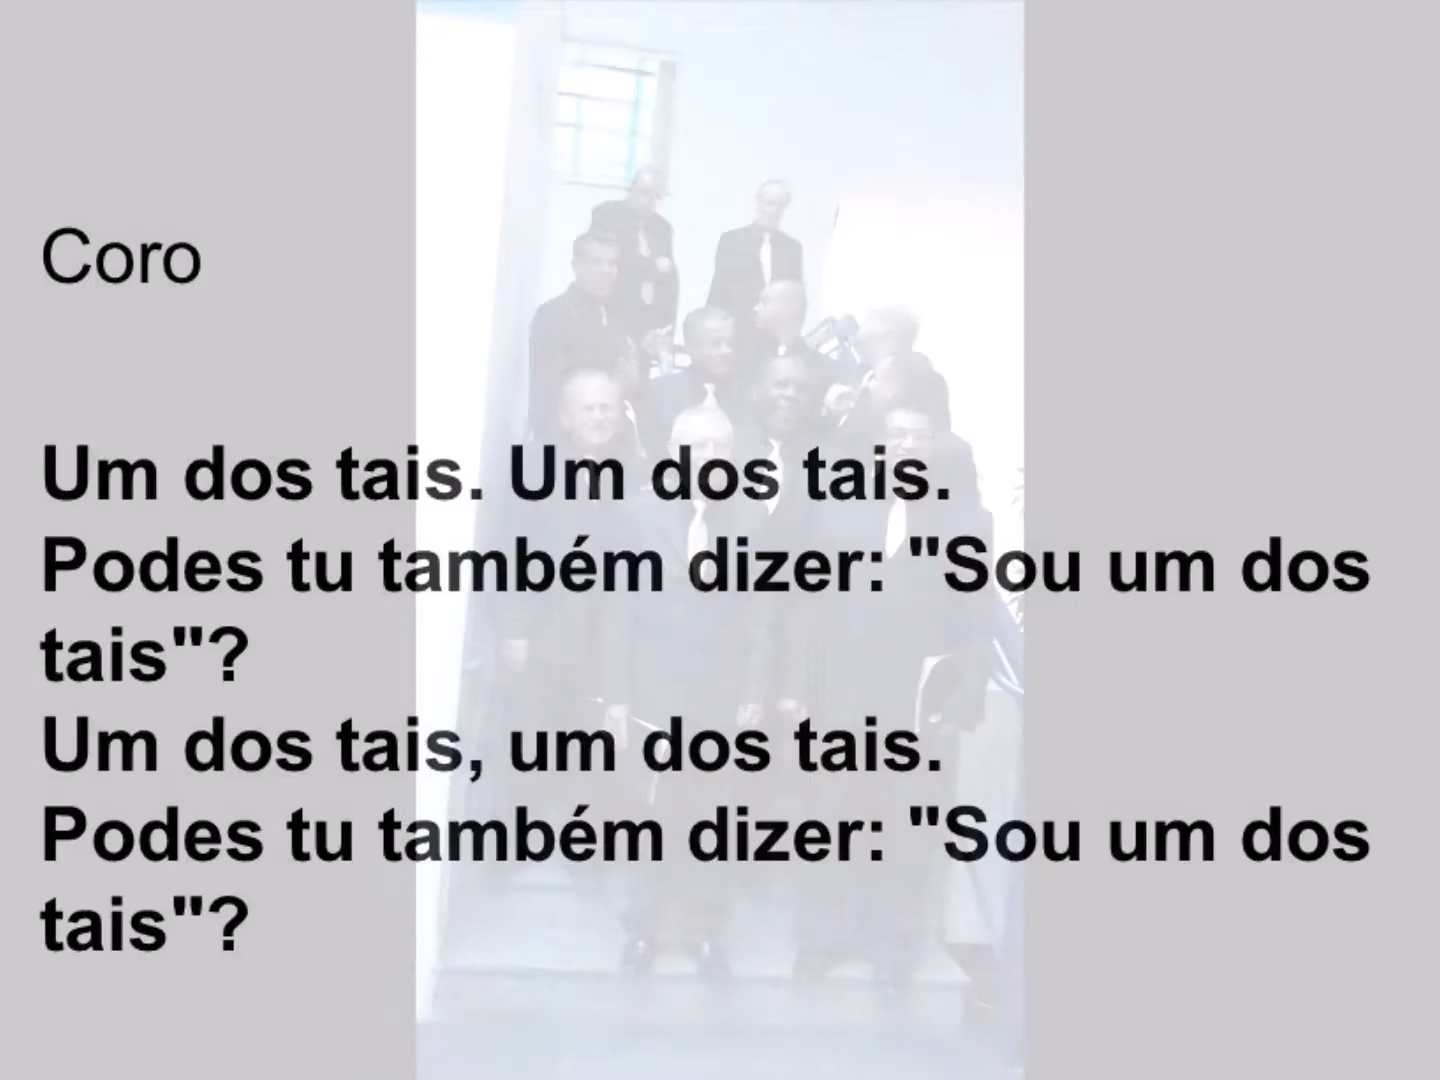 Coro
Um dos tais. Um dos tais.
Podes tu também dizer: "Sou um dos
tais"?
Um dos tais, um dos tais.
Podes tu também dizer: "Sou um dos
tais"?